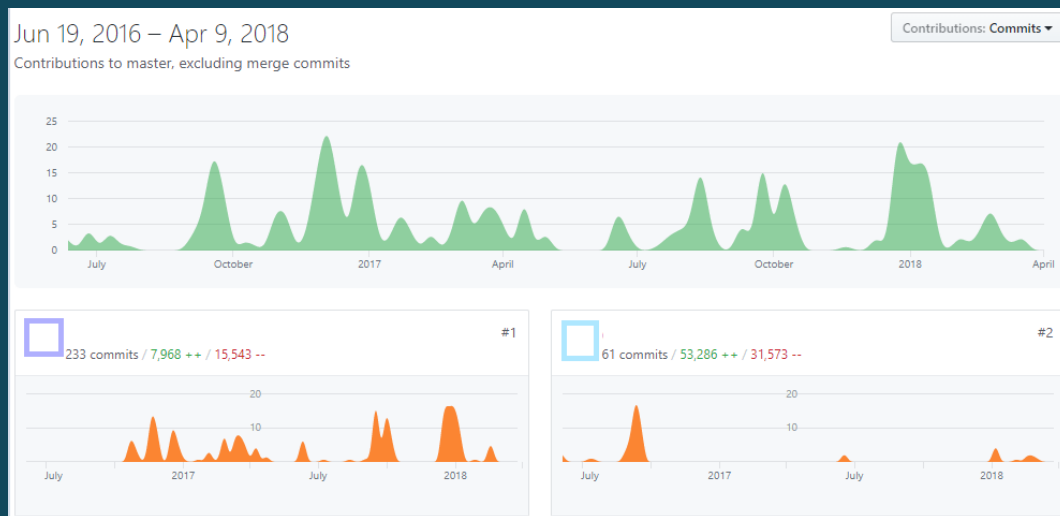 Jun 19, 2016 – Apr 9, 2018
Contributions: Commits
Contributions to master, excluding merge commits
25
20
15
10
5
0
July October 2017 April July October 2018 April
#1
233 commits / 7,968 ++ / 15,543 --
20
10
July 2017 July 2018
#2
61 commits / 53,286 ++ / 31,573 --
20
10
July 2017 July 2018